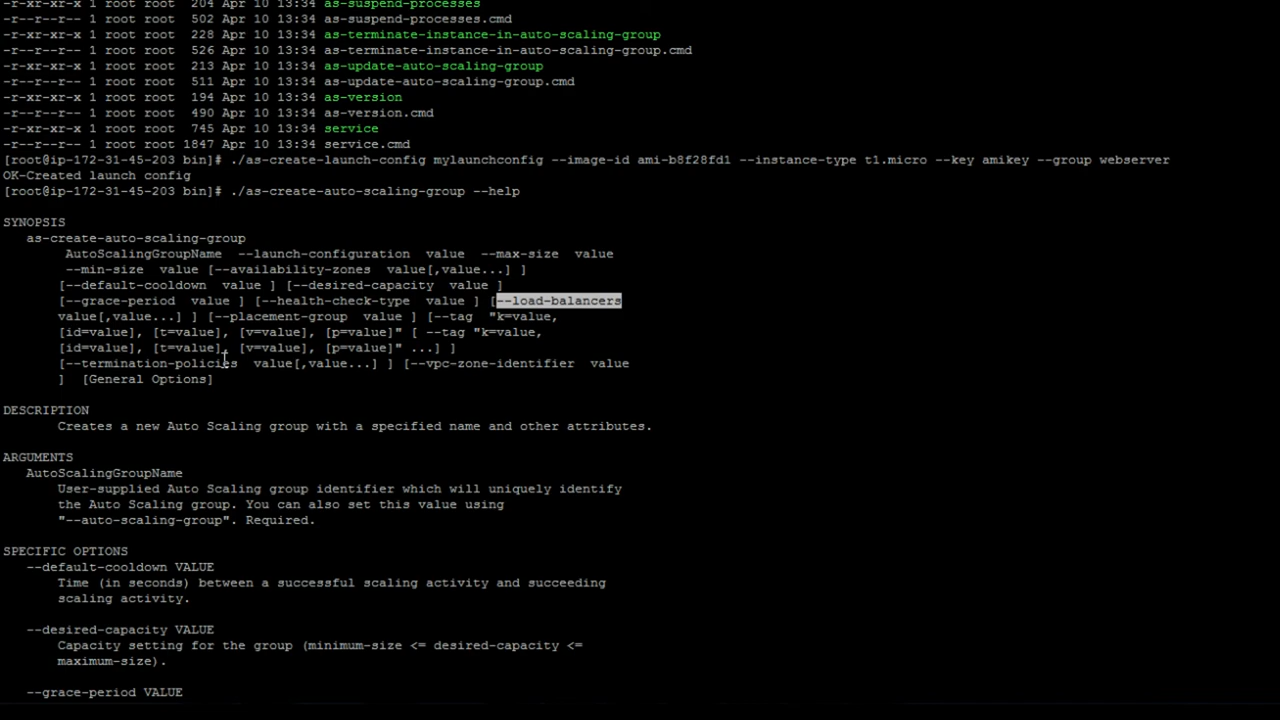 -r-xr-xr-x 1 root root  204 Apr 10 13:34 as-suspend-processes
-r--r--r-- 1 root root  502 Apr 10 13:34 as-suspend-processes.cmd
-r-xr-xr-x 1 root root  228 Apr 10 13:34 as-terminate-instance-in-auto-scaling-group
-r--r--r-- 1 root root  526 Apr 10 13:34 as-terminate-instance-in-auto-scaling-group.cmd
-r-xr-xr-x 1 root root  213 Apr 10 13:34 as-update-auto-scaling-group
-r--r--r-- 1 root root  511 Apr 10 13:34 as-update-auto-scaling-group.cmd
-r-xr-xr-x 1 root root  194 Apr 10 13:34 as-version
-r--r--r-- 1 root root  490 Apr 10 13:34 as-version.cmd
-r-xr-xr-x 1 root root  745 Apr 10 13:34 service
-r--r--r-- 1 root root 1847 Apr 10 13:34 service.cmd
[root@ip-172-31-45-203 bin]# ./as-create-launch-config mylaunchconfig --image-id ami-b8f28fd1 --instance-type t1.micro --key amikey --group webserver
OK-Created launch config
[root@ip-172-31-45-203 bin]# ./as-create-auto-scaling-group --help
SYNOPSIS
as-create-auto-scaling-group
AutoScalingGroupName  --launch-configuration  value  --max-size  value
--min-size  value [--availability-zones  value[,value...] ]
[--default-cooldown  value ] [--desired-capacity  value ]
[--grace-period  value ] [--health-check-type  value ] [--load-balancers
value[,value...] ] [--placement-group  value ] [--tag  "k=value,
[id=value], [t=value], [v=value], [p=value]" [ --tag "k=value,
[id=value], [t=value], [v=value], [p=value]" ...] ]
[--termination-policies  value[,value...] ] [--vpc-zone-identifier  value
]  [General Options]
DESCRIPTION
Creates a new Auto Scaling group with a specified name and other attributes.
ARGUMENTS
AutoScalingGroupName
User-supplied Auto Scaling group identifier which will uniquely identify
the Auto Scaling group. You can also set this value using
"--auto-scaling-group". Required.
SPECIFIC OPTIONS
--default-cooldown VALUE
Time (in seconds) between a successful scaling activity and succeeding
scaling activity.
--desired-capacity VALUE
Capacity setting for the group (minimum-size <= desired-capacity <=
maximum-size).
--grace-period VALUE